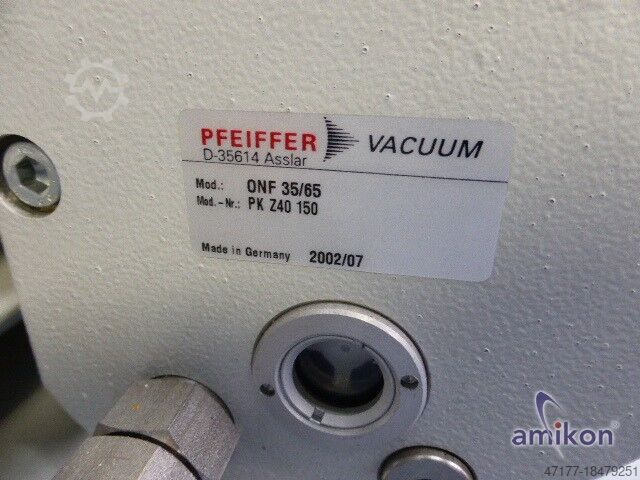 PFEIFFER VACUUM
D-35614 Asslar
Mod.: ONF 35/65
Mod.-Nr.: PK Z40 150
Made in Germany 2002/07
amikon
47177-18479251